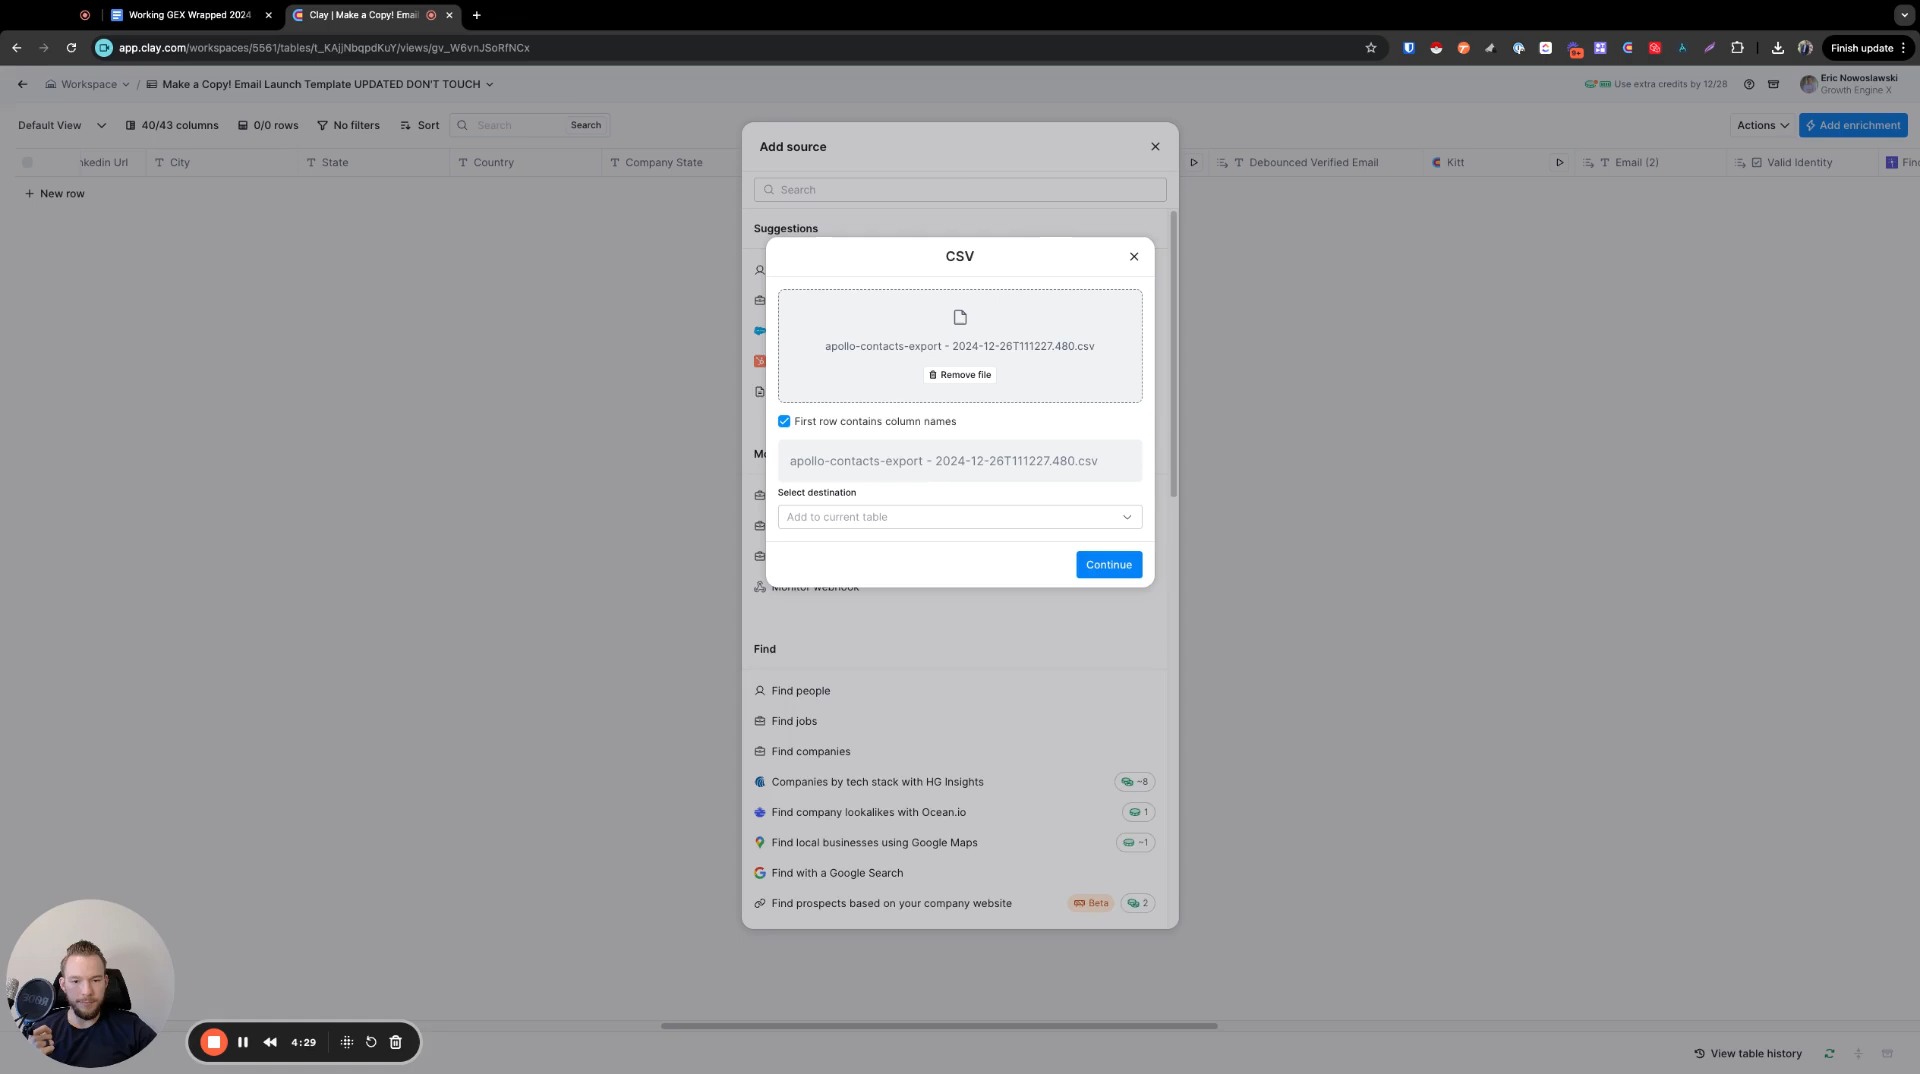 Working GEX Wrapped 2024
Clay | Make a Copy! Email
app.clay.com/workspaces/5561/tables/t_KAjjNbqpdKuY/views/gv_W6vnJSoRfNCx
9+
Finish update
Workspace / Make a Copy! Email Launch Template UPDATED DON'T TOUCH
Use extra credits by 12/28
Eric Nowoslawski
Growth Engine X
Default View
40/43 columns
0/0 rows
No filters
Sort
Search
Search
Actions
Add enrichment
nkedin Url
City
State
Country
Company State
Debounced Verified Email
Kitt
Email (2)
Valid Identity
Find
New row
Add source
Search
Suggestions
CSV
apollo-contacts-export - 2024-12-26T111227.480.csv
Remove file
First row contains column names
Mo
apollo-contacts-export - 2024-12-26T111227.480.csv
Select destination
Add to current table
Continue
Monitor webhook
Find
Find people
Find jobs
Find companies
Companies by tech stack with HG Insights
~8
Find company lookalikes with Ocean.io
1
Find local businesses using Google Maps
~1
Find with a Google Search
Find prospects based on your company website
Beta
2
RØDE
4:29
View table history